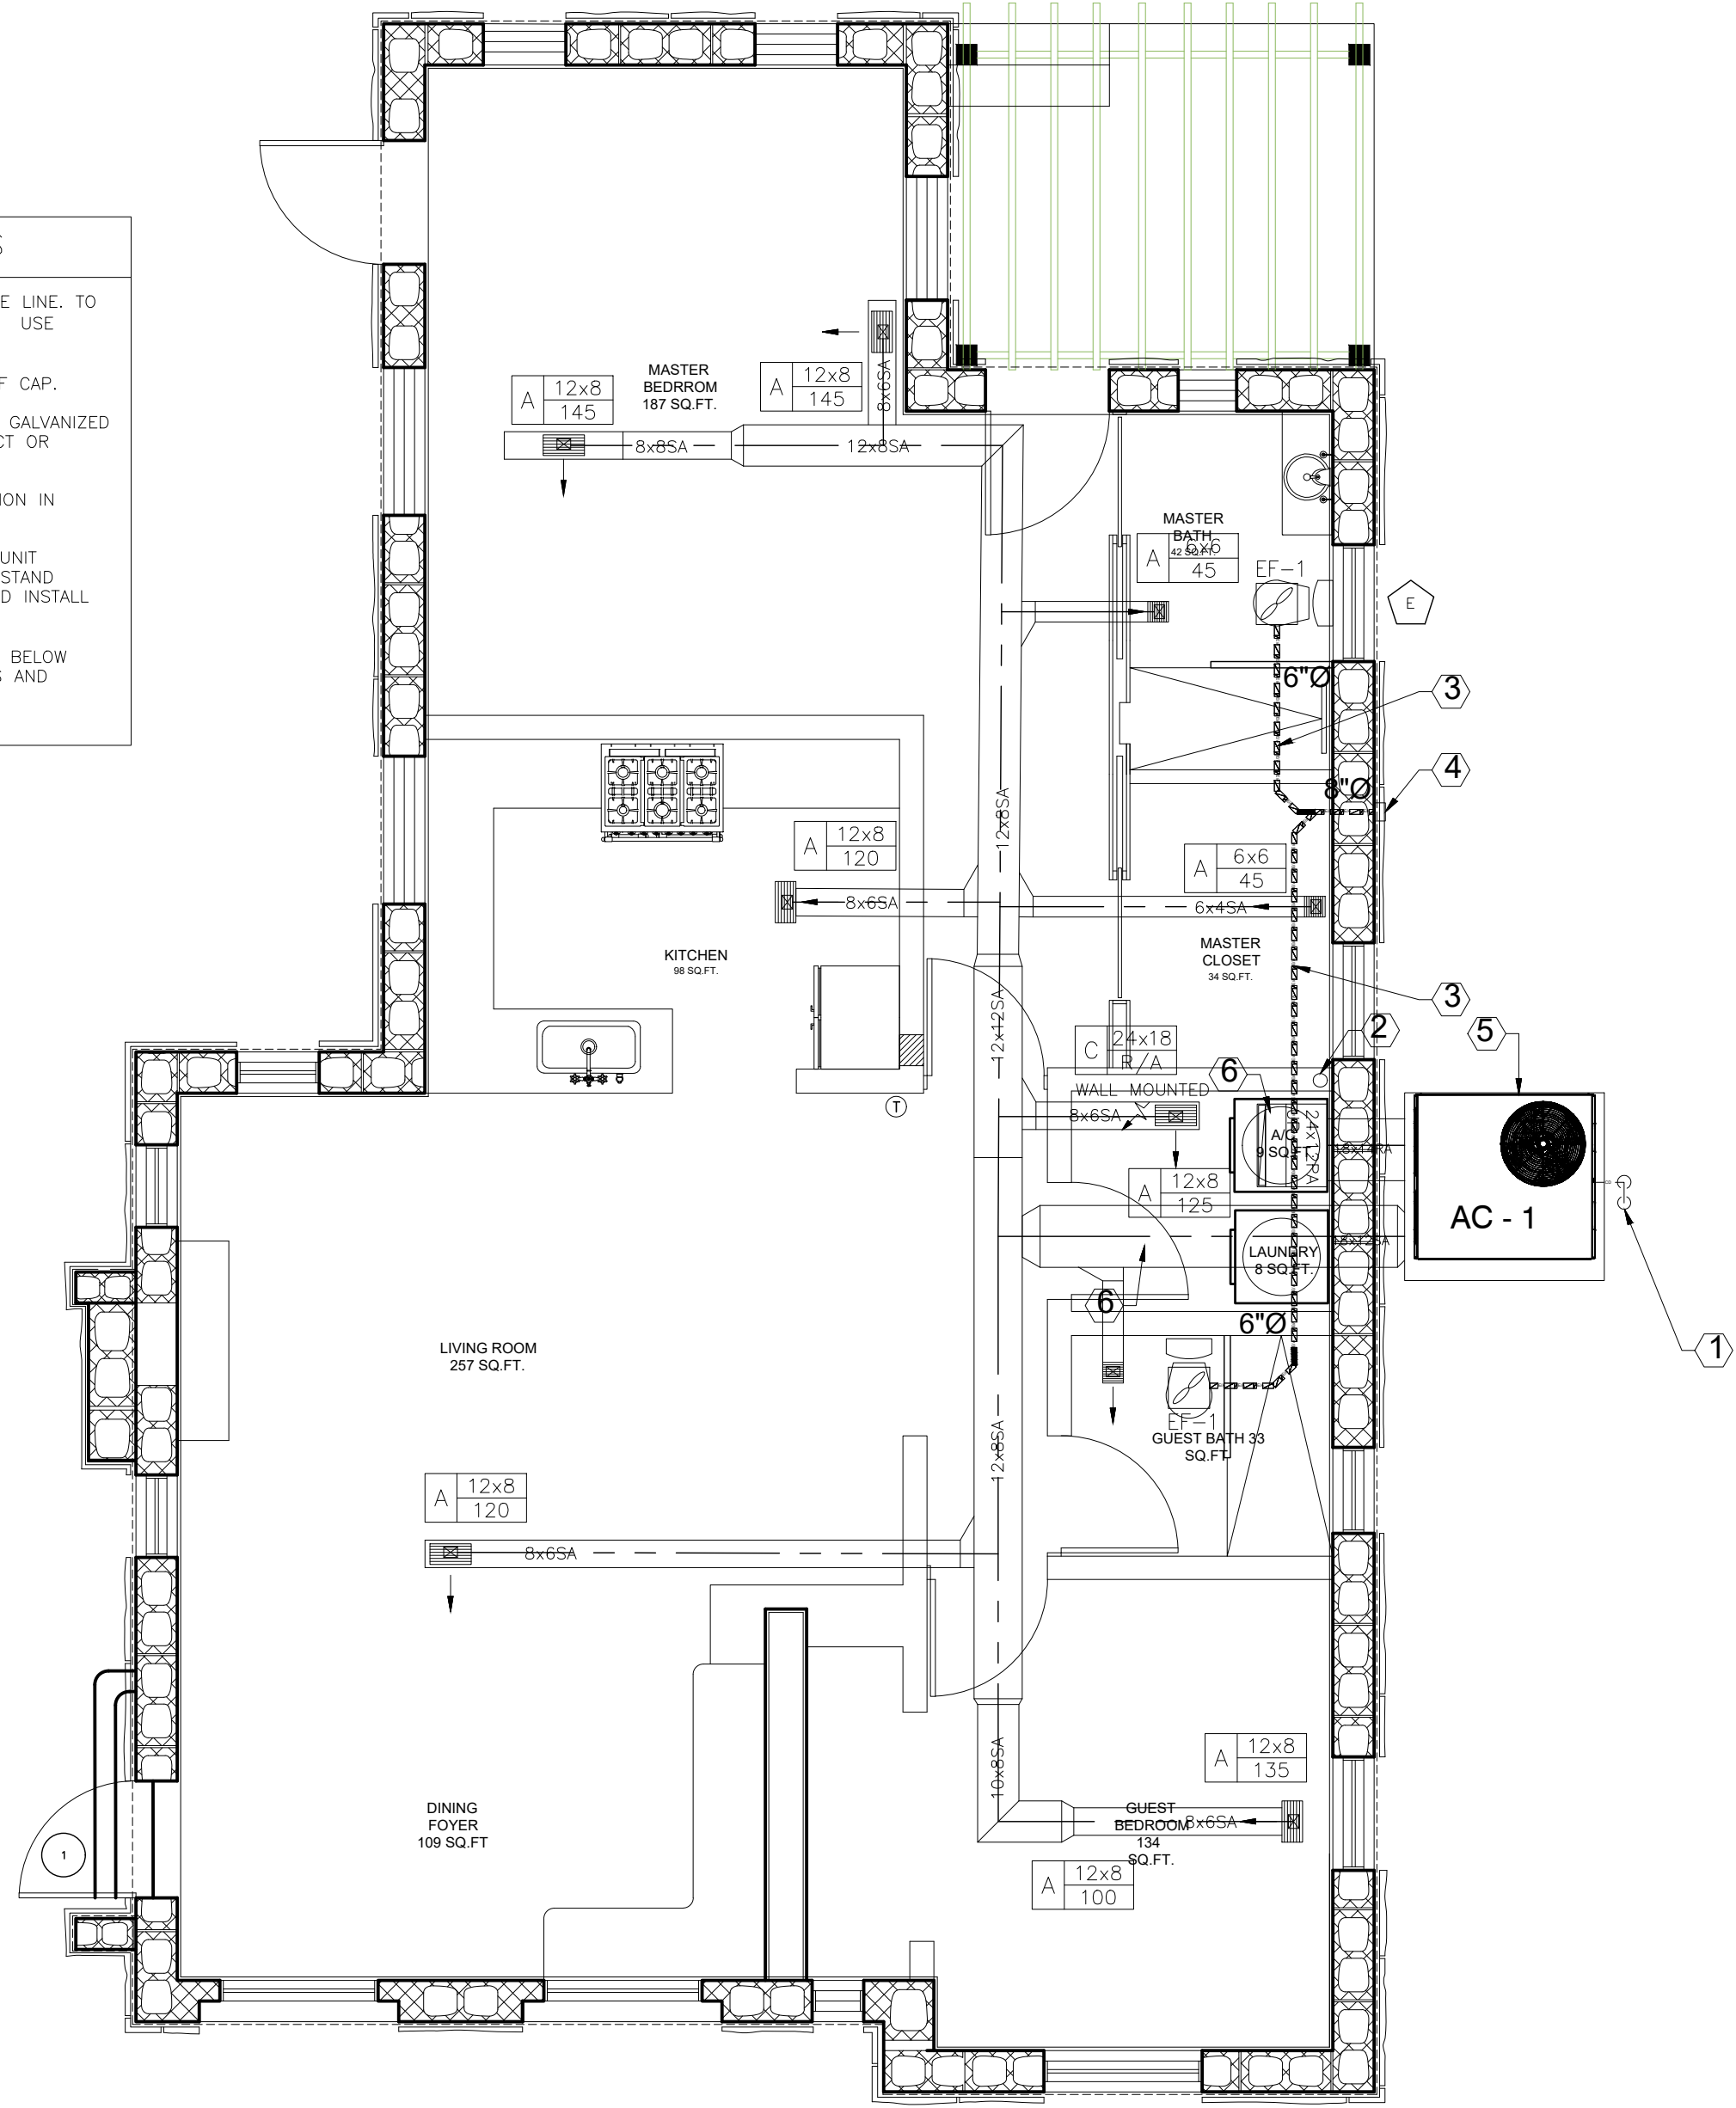 S
E LINE. TO
USE
F CAP.
GALVANIZED
CT OR
ION IN
UNIT
STAND
D INSTALL
BELOW
S AND
MASTER
BEDRROM
187 SQ.FT.
A
12x8
145
A
12x8
145
8x6SA
8x8SA
12x8SA
MASTER
BATH
42 SQ.FT.
A
6x6
45
EF-1
E
6"Ø
3
4
8"Ø
12x8SA
A
12x8
120
A
6x6
45
8x6SA
6x4SA
KITCHEN
98 SQ.FT.
MASTER
CLOSET
34 SQ.FT.
3
2
5
12x12SA
C
24x18
R/A
WALL MOUNTED
6
T
8x6SA
A/C
9 SQ.FT.
24x12RA
18x14RA
A
12x8
125
AC - 1
18x12SA
LAUNDRY
8 SQ.FT.
6
6"Ø
1
LIVING ROOM
257 SQ.FT.
EF-1
GUEST BATH 33
SQ.FT
12x8SA
A
12x8
120
8x6SA
10x8SA
A
12x8
135
DINING
FOYER
109 SQ.FT
GUEST
BEDROOM
134
SQ.FT.
8x6SA
1
A
12x8
100